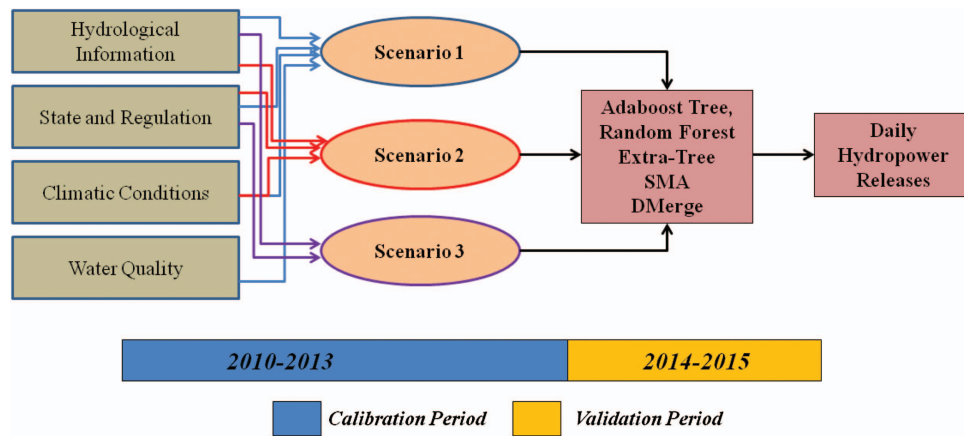 Hydrological
Information
State and Regulation
Climatic Conditions
Water Quality
Scenario 1
Scenario 2
Scenario 3
Adaboost Tree,
Random Forest
Extra-Tree
SMA
DMerge
Daily
Hydropower
Releases
2010-2013
2014-2015
Calibration Period
Validation Period